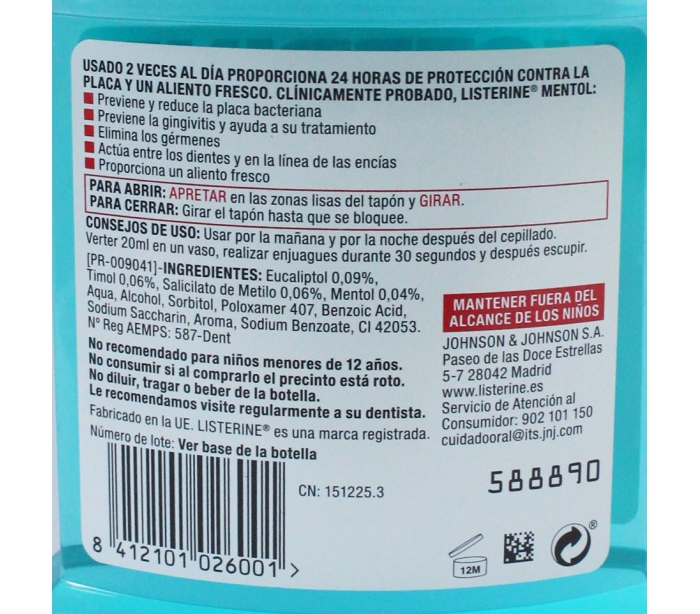 USADO 2 VECES AL DÍA PROPORCIONA 24 HORAS DE PROTECCIÓN CONTRA LA
PLACA Y UN ALIENTO FRESCO. CLÍNICAMENTE PROBADO, LISTERINE® MENTOL:
Previene y reduce la placa bacteriana
Previene la gingivitis y ayuda a su tratamiento
Elimina los gérmenes
Actúa entre los dientes y en la línea de las encías
Proporciona un aliento fresco
PARA ABRIR: APRETAR en las zonas lisas del tapón y GIRAR.
PARA CERRAR: Girar el tapón hasta que se bloquee.
CONSEJOS DE USO: Usar por la mañana y por la noche después del cepillado.
Verter 20ml en un vaso, realizar enjuagues durante 30 segundos y después escupir.
[PR-009041]-INGREDIENTES: Eucaliptol 0,09%,
Timol 0,06%, Salicilato de Metilo 0,06%, Mentol 0,04%,
Aqua, Alcohol, Sorbitol, Poloxamer 407, Benzoic Acid,
Sodium Saccharin, Aroma, Sodium Benzoate, CI 42053.
Nº Reg AEMPS: 587-Dent
No recomendado para niños menores de 12 años.
No consumir si al comprarlo el precinto está roto.
No diluir, tragar o beber de la botella.
Le recomendamos visite regularmente a su dentista.
Fabricado en la UE. LISTERINE® es una marca registrada.
Número de lote: Ver base de la botella
MANTENER FUERA DEL
ALCANCE DE LOS NIÑOS
JOHNSON & JOHNSON S.A.
Paseo de las Doce Estrellas
5-7 28042 Madrid
www.listerine.es
Servicio de Atención al
Consumidor: 902 101 150
cuidadooral@its.jnj.com
588890
CN: 151225.3
8 412101 026001 >
12M
®